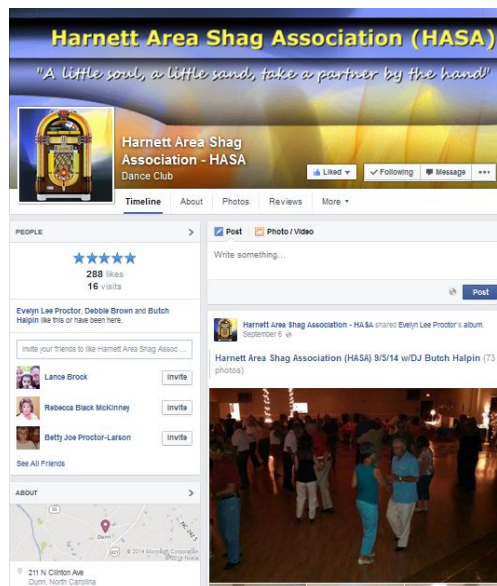 Harnett Area Shag Association (HASA)
"A little soul, a little sand, take a partner by the hand"
Harnett Area Shag
Association - HASA
Dance Club
Liked
Following
Message
Timeline
About
Photos
Reviews
More
PEOPLE
288 likes
16 visits
Evelyn Lee Proctor, Debbie Brown and Butch
Halpin like this or have been here.
Invite your friends to like Harnett Area Shag Assoc ...
Lance Brock
Invite
Rebecca Black McKinney
Invite
Betty Joe Proctor-Larson
Invite
See All Friends
ABOUT
Dunn
421
© 2014 Microsoft Corporation
211 N Clinton Ave
Dunn, North Carolina
Post
Photo / Video
Write something...
Post
Harnett Area Shag Association - HASA shared Evelyn Lee Proctor's album.
September 6
Harnett Area Shag Association (HASA) 9/5/14 w/DJ Butch Halpin (73
photos)